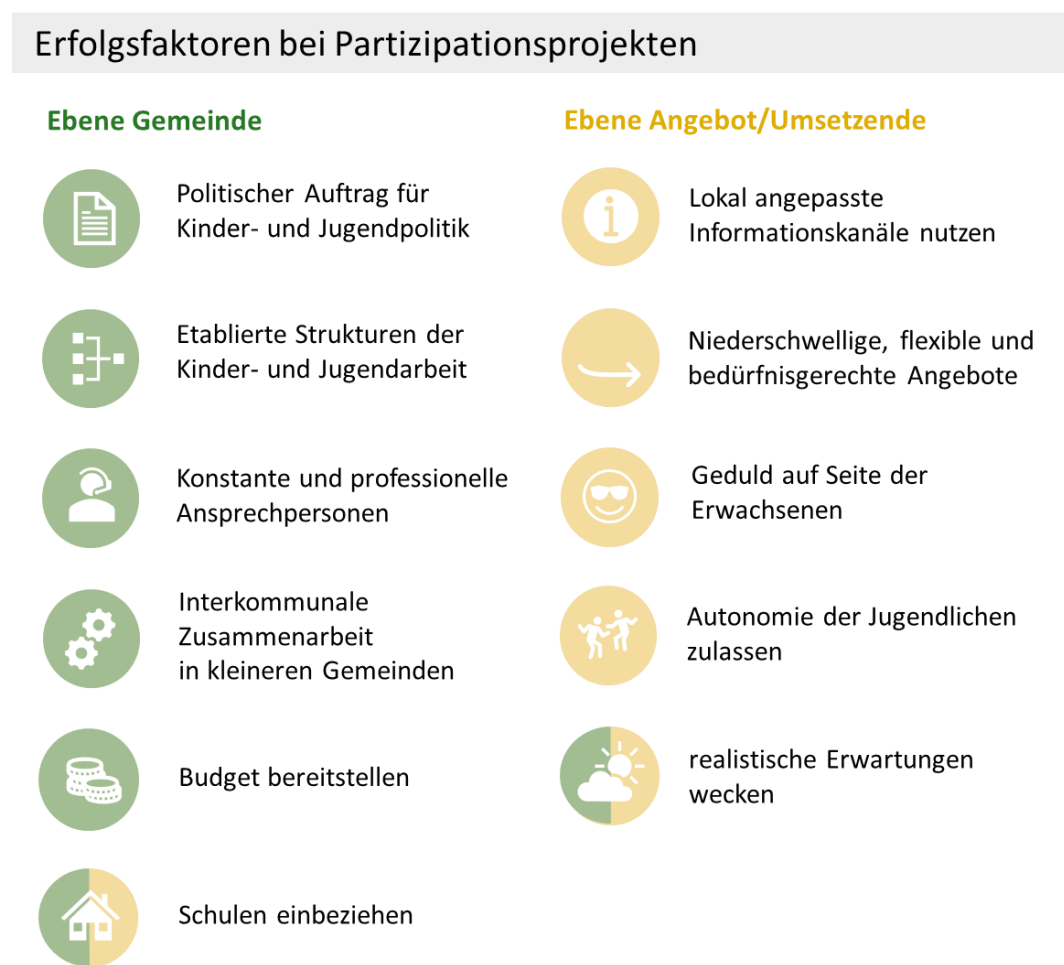 Erfolgsfaktoren bei Partizipationsprojekten
Ebene Gemeinde
Politischer Auftrag für
Kinder- und Jugendpolitik
Etablierte Strukturen der
Kinder- und Jugendarbeit
Konstante und professionelle
Ansprechpersonen
Interkommunale
Zusammenarbeit
in kleineren Gemeinden
Budget bereitstellen
Schulen einbeziehen
Ebene Angebot/Umsetzende
Lokal angepasste
Informationskanäle nutzen
Niederschwellige, flexible und
bedürfnisgerechte Angebote
Geduld auf Seite der
Erwachsenen
Autonomie der Jugendlichen
zulassen
realistische Erwartungen
wecken